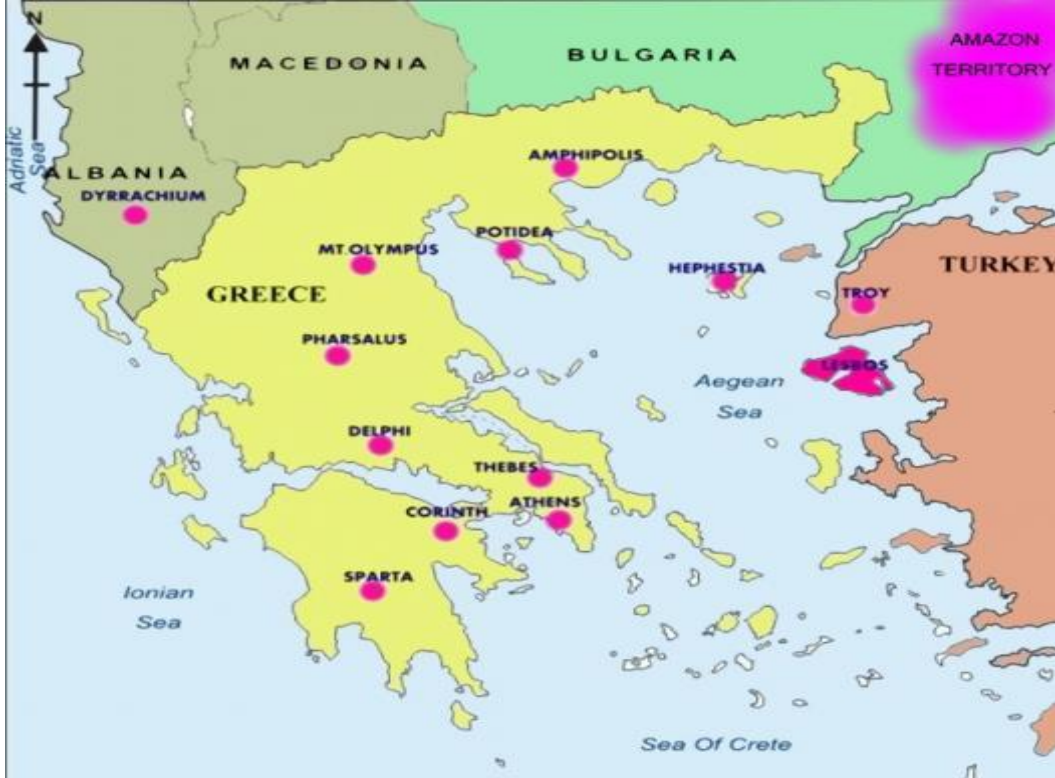 N
MACEDONIA
BULGARIA
AMAZON
TERRITORY
Adriatic
Sea
ALBANIA
DYRRACHIUM
AMPHIPOLIS
MT.OLYMPUS
POTIDEA
HEPHESTIA
TURKEY
GREECE
TROY
PHARSALUS
LESBOS
Aegean
Sea
DELPHI
THEBES
ATHENS
CORINTH
SPARTA
Ionian
Sea
Sea Of Crete